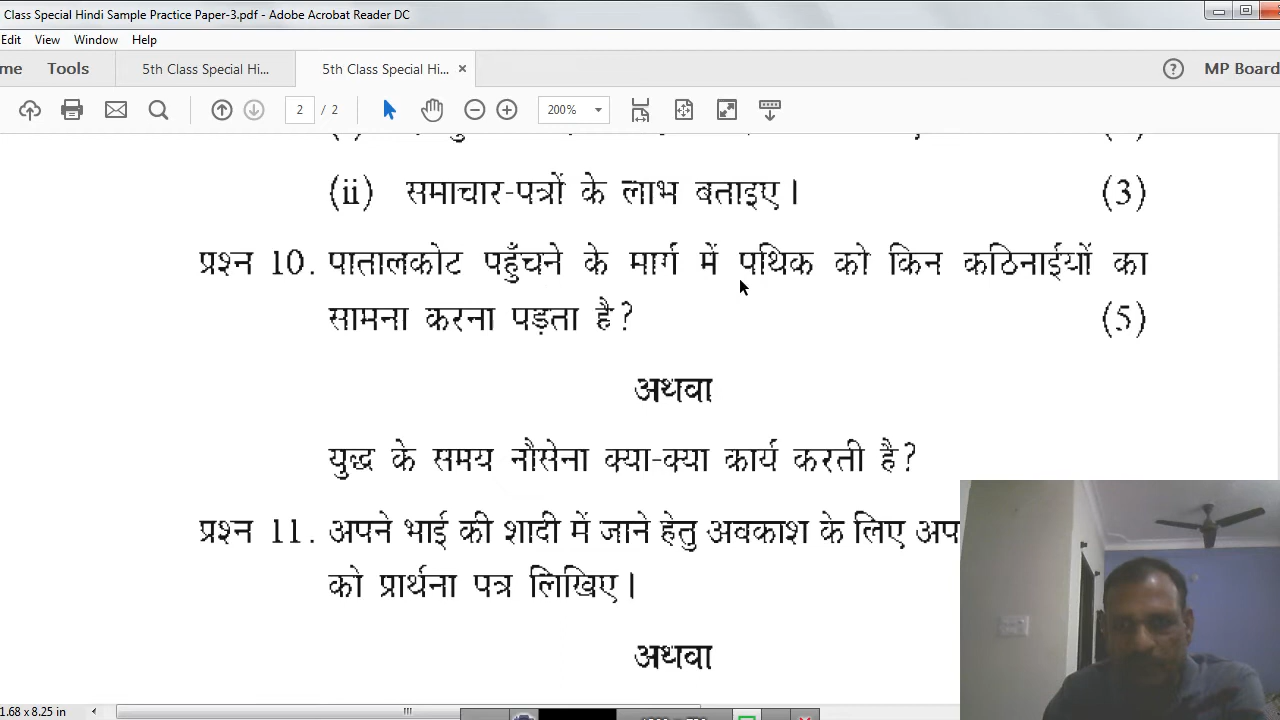 Class Special Hindi Sample Practice Paper-3.pdf - Adobe Acrobat Reader DC
Edit View Window Help
me Tools 5th Class Special Hi... 5th Class Special Hi... × MP Board
2 / 2 200%
(ii) समाचार-पत्रों के लाभ बताइए। (3)
प्रश्न 10. पातालकोट पहुँचने के मार्ग में पथिक को किन कठिनाईयों का
सामना करना पड़ता है? (5)
अथवा
युद्ध के समय नौसेना क्या-क्या कार्य करती है?
प्रश्न 11. अपने भाई की शादी में जाने हेतु अवकाश के लिए अप
को प्रार्थना पत्र लिखिए।
अथवा
1.68 x 8.25 in